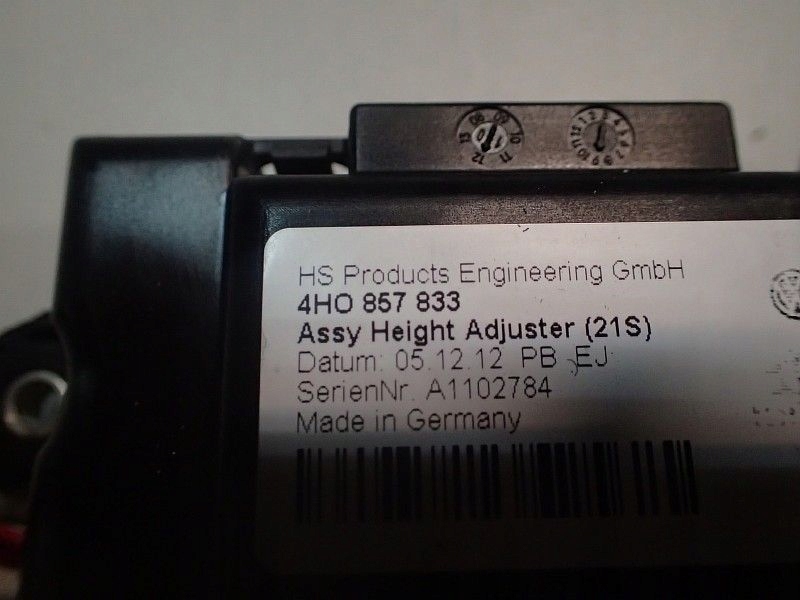 HS Products Engineering GmbH
4HO 857 833
Assy Height Adjuster (21S)
Datum: 05.12.12 PB EJ
SerienNr. A1102784
Made in Germany